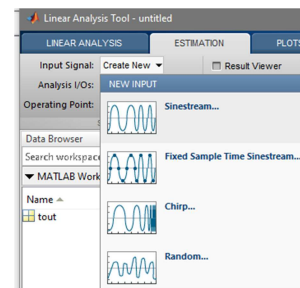 Linear Analysis Tool - untitled
LINEAR ANALYSIS ESTIMATION PLOTS
Input Signal: Create New Result Viewer
Analysis I/Os: NEW INPUT
Operating Point: Sinestream...
Data Browser
Search workspace
Fixed Sample Time Sinestream...
MATLAB Work
Name
Chirp...
tout
Random...